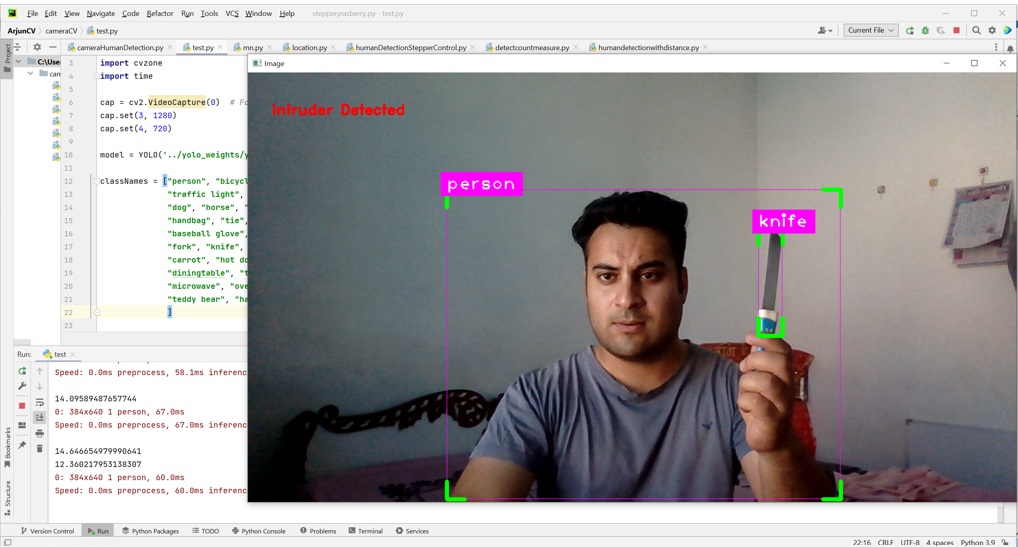 File Edit View Navigate Code Refactor Run Tools VCS Window Help stepperyrasberry.py - test.py
ArjunCV cameraCV test.py
Current File
cameraHumanDetection.py test.py mn.py location.py humanDetectionStepperControl.py detectcountmeasure.py humandetectionwithdistance.py
Project
C:\Use
cam
3 import cvzone
4 import time
5
6 cap = cv2.VideoCapture(0) # Fo
7 cap.set(3, 1280)
8 cap.set(4, 720)
9
10 model = YOLO('../yolo_weights/y
11
12 classNames = ["person", "bicycl
13 "traffic light",
14 "dog", "horse", "
15 "handbag", "tie",
16 "baseball glove",
17 "fork", "knife",
18 "carrot", "hot do
19 "diningtable", "t
20 "microwave", "ove
21 "teddy bear", "ha
22 ]
23
Image
Intruder Detected
person
knife
Run: test
Speed: 0.0ms preprocess, 58.1ms inferenc
14.09589487657744
0: 384x640 1 person, 67.0ms
Speed: 0.0ms preprocess, 67.0ms inferenc
14.646654979990641
12.360217953138307
0: 384x640 1 person, 60.0ms
Speed: 0.0ms preprocess, 60.0ms inferenc
Bookmarks
Structure
Version Control Run Python Packages TODO Python Console Problems Terminal Services
22:16 CRLF UTF-8 4 spaces Python 3.9